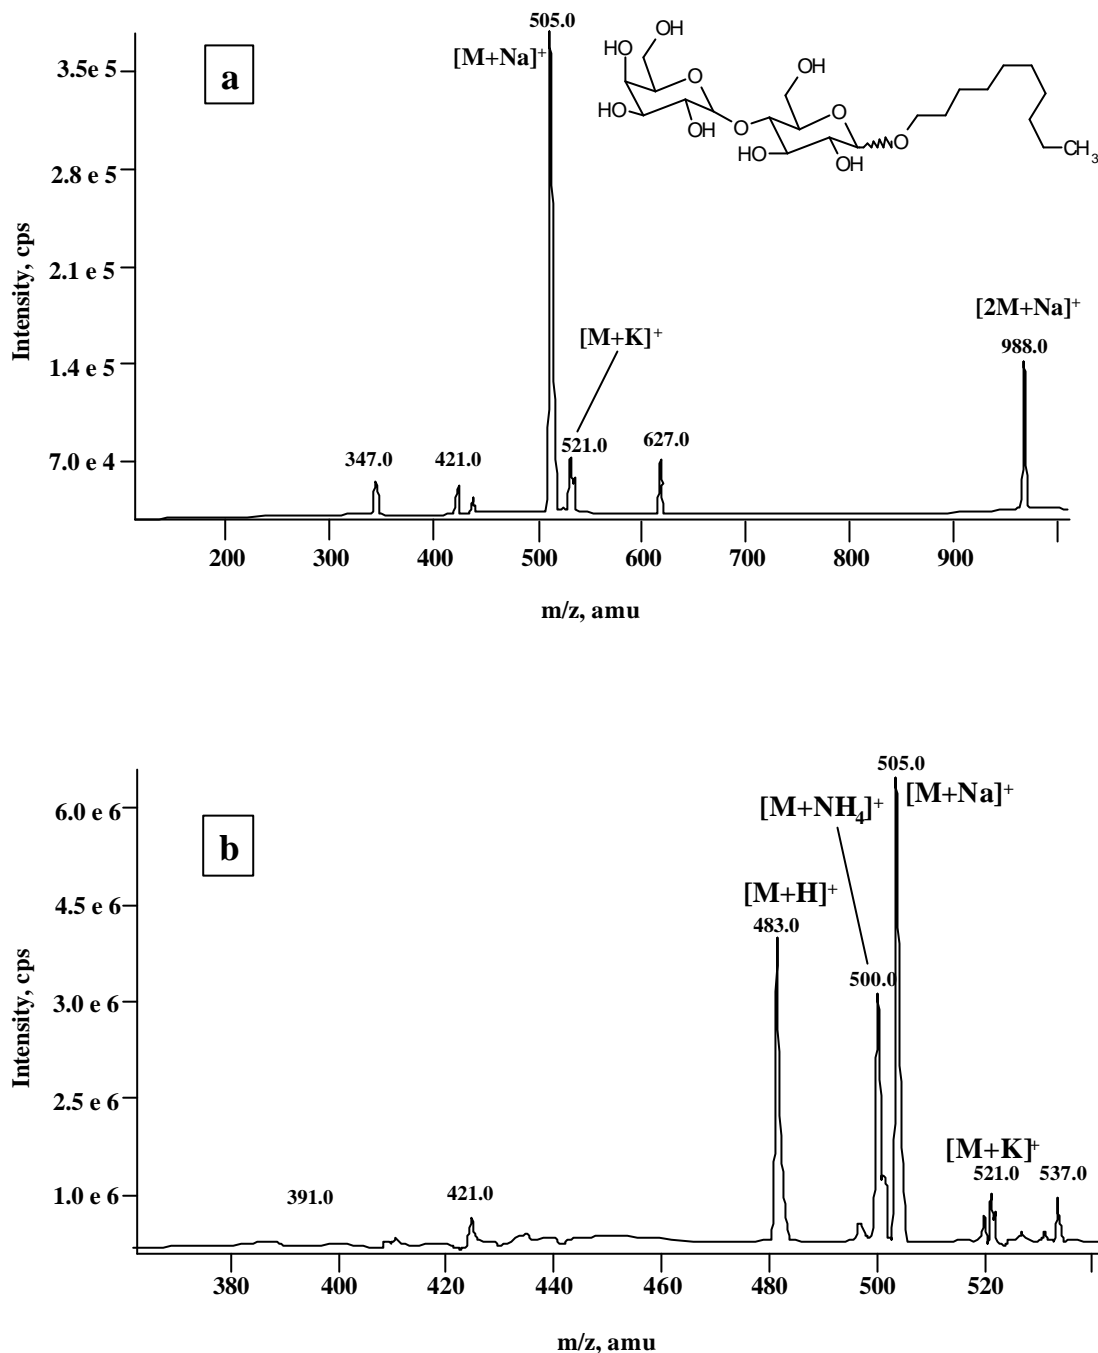 505.0
OH
HO
3.5e 5
a
[M+Na]+
O
OH
HO
OH
O
O
O
HO
OH
OH
CH3
2.8 e 5
Intensity, cps
2.1 e 5
[2M+Na]+
[M+K]+
988.0
1.4 e 5
347.0
421.0
521.0
627.0
7.0 e 4
200 300 400 500 600 700 800 900
m/z, amu
505.0
6.0 e 6
[M+NH4]+
[M+Na]+
b
[M+H]+
4.5 e 6
483.0
Intensity, cps
500.0
3.0 e 6
2.5 e 6
[M+K]+
1.0 e 6
391.0
421.0
521.0
537.0
380 400 420 440 460 480 500 520
m/z, amu